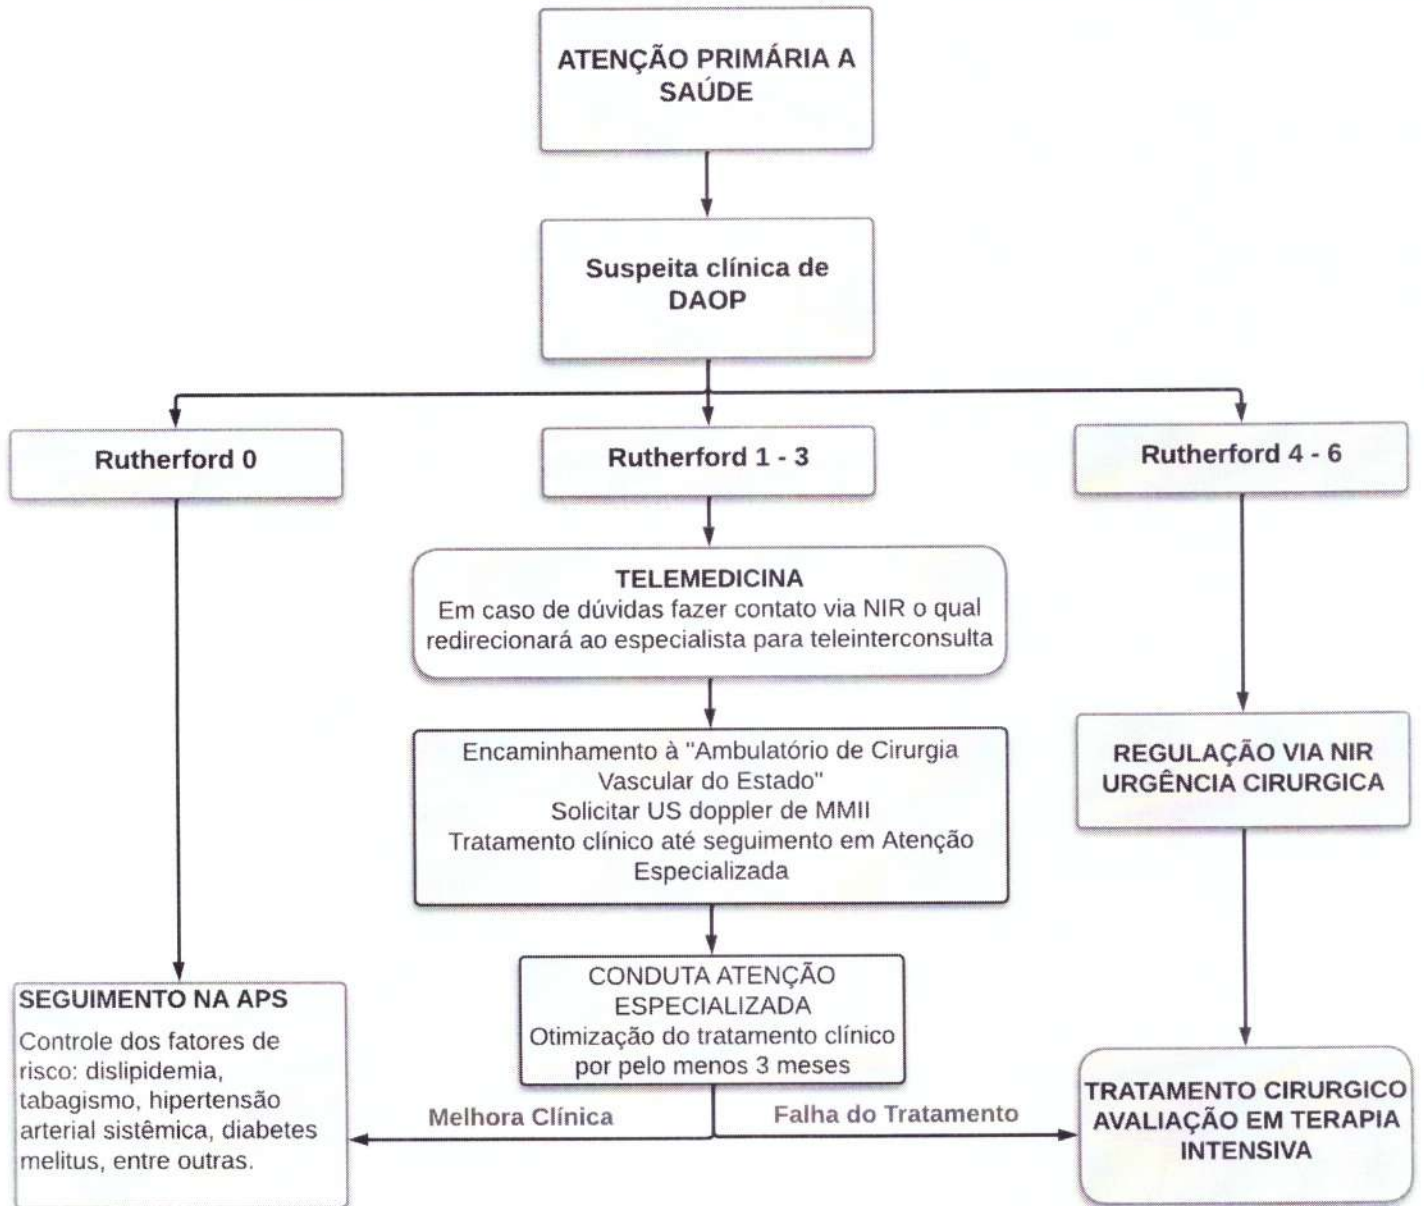 ATENÇÃO PRIMÁRIA A
SAÚDE
Suspeita clínica de
DAOP
Rutherford 0
Rutherford 1 - 3
Rutherford 4 - 6
TELEMEDICINA
Em caso de dúvidas fazer contato via NIR o qual
redirecionará ao especialista para teleinterconsulta
Encaminhamento à "Ambulatório de Cirurgia
Vascular do Estado"
Solicitar US doppler de MMII
Tratamento clínico até seguimento em Atenção
Especializada
REGULAÇÃO VIA NIR
URGÊNCIA CIRURGICA
CONDUTA ATENÇÃO
ESPECIALIZADA
Otimização do tratamento clínico
por pelo menos 3 meses
SEGUIMENTO NA APS
Controle dos fatores de
risco: dislipidemia,
tabagismo, hipertensão
arterial sistêmica, diabetes
melitus, entre outras.
Melhora Clínica
Falha do Tratamento
TRATAMENTO CIRURGICO
AVALIAÇÃO EM TERAPIA
INTENSIVA